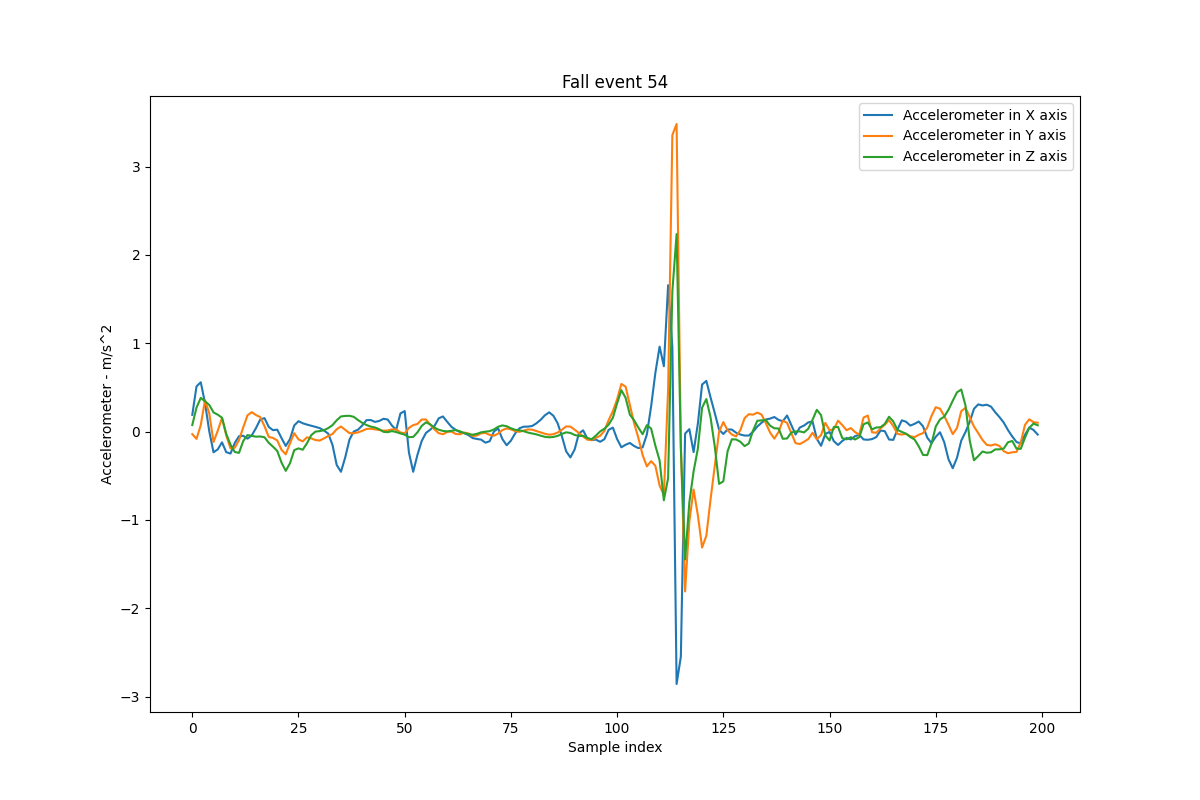 Fall event 54
Accelerometer in X axis
Accelerometer in Y axis
Accelerometer in Z axis
3
2
1
0
−1
−2
−3
Accelerometer - m/s^2
0 25 50 75 100 125 150 175 200
Sample index